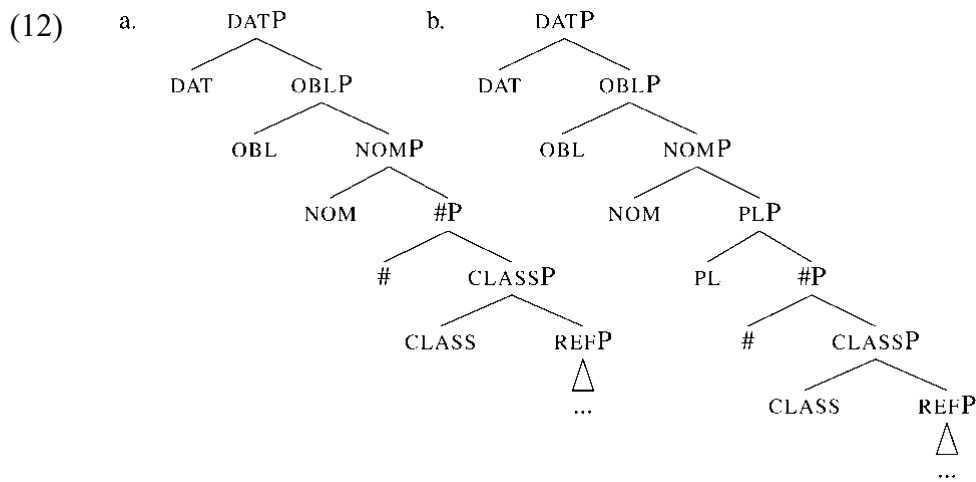 (12) a. DATP b. DATP
DAT OBLP DAT OBLP
OBL NOMP OBL NOMP
NOM #P NOM PLP
# CLASSP PL #P
CLASS REFP # CLASSP
... CLASS REFP
...